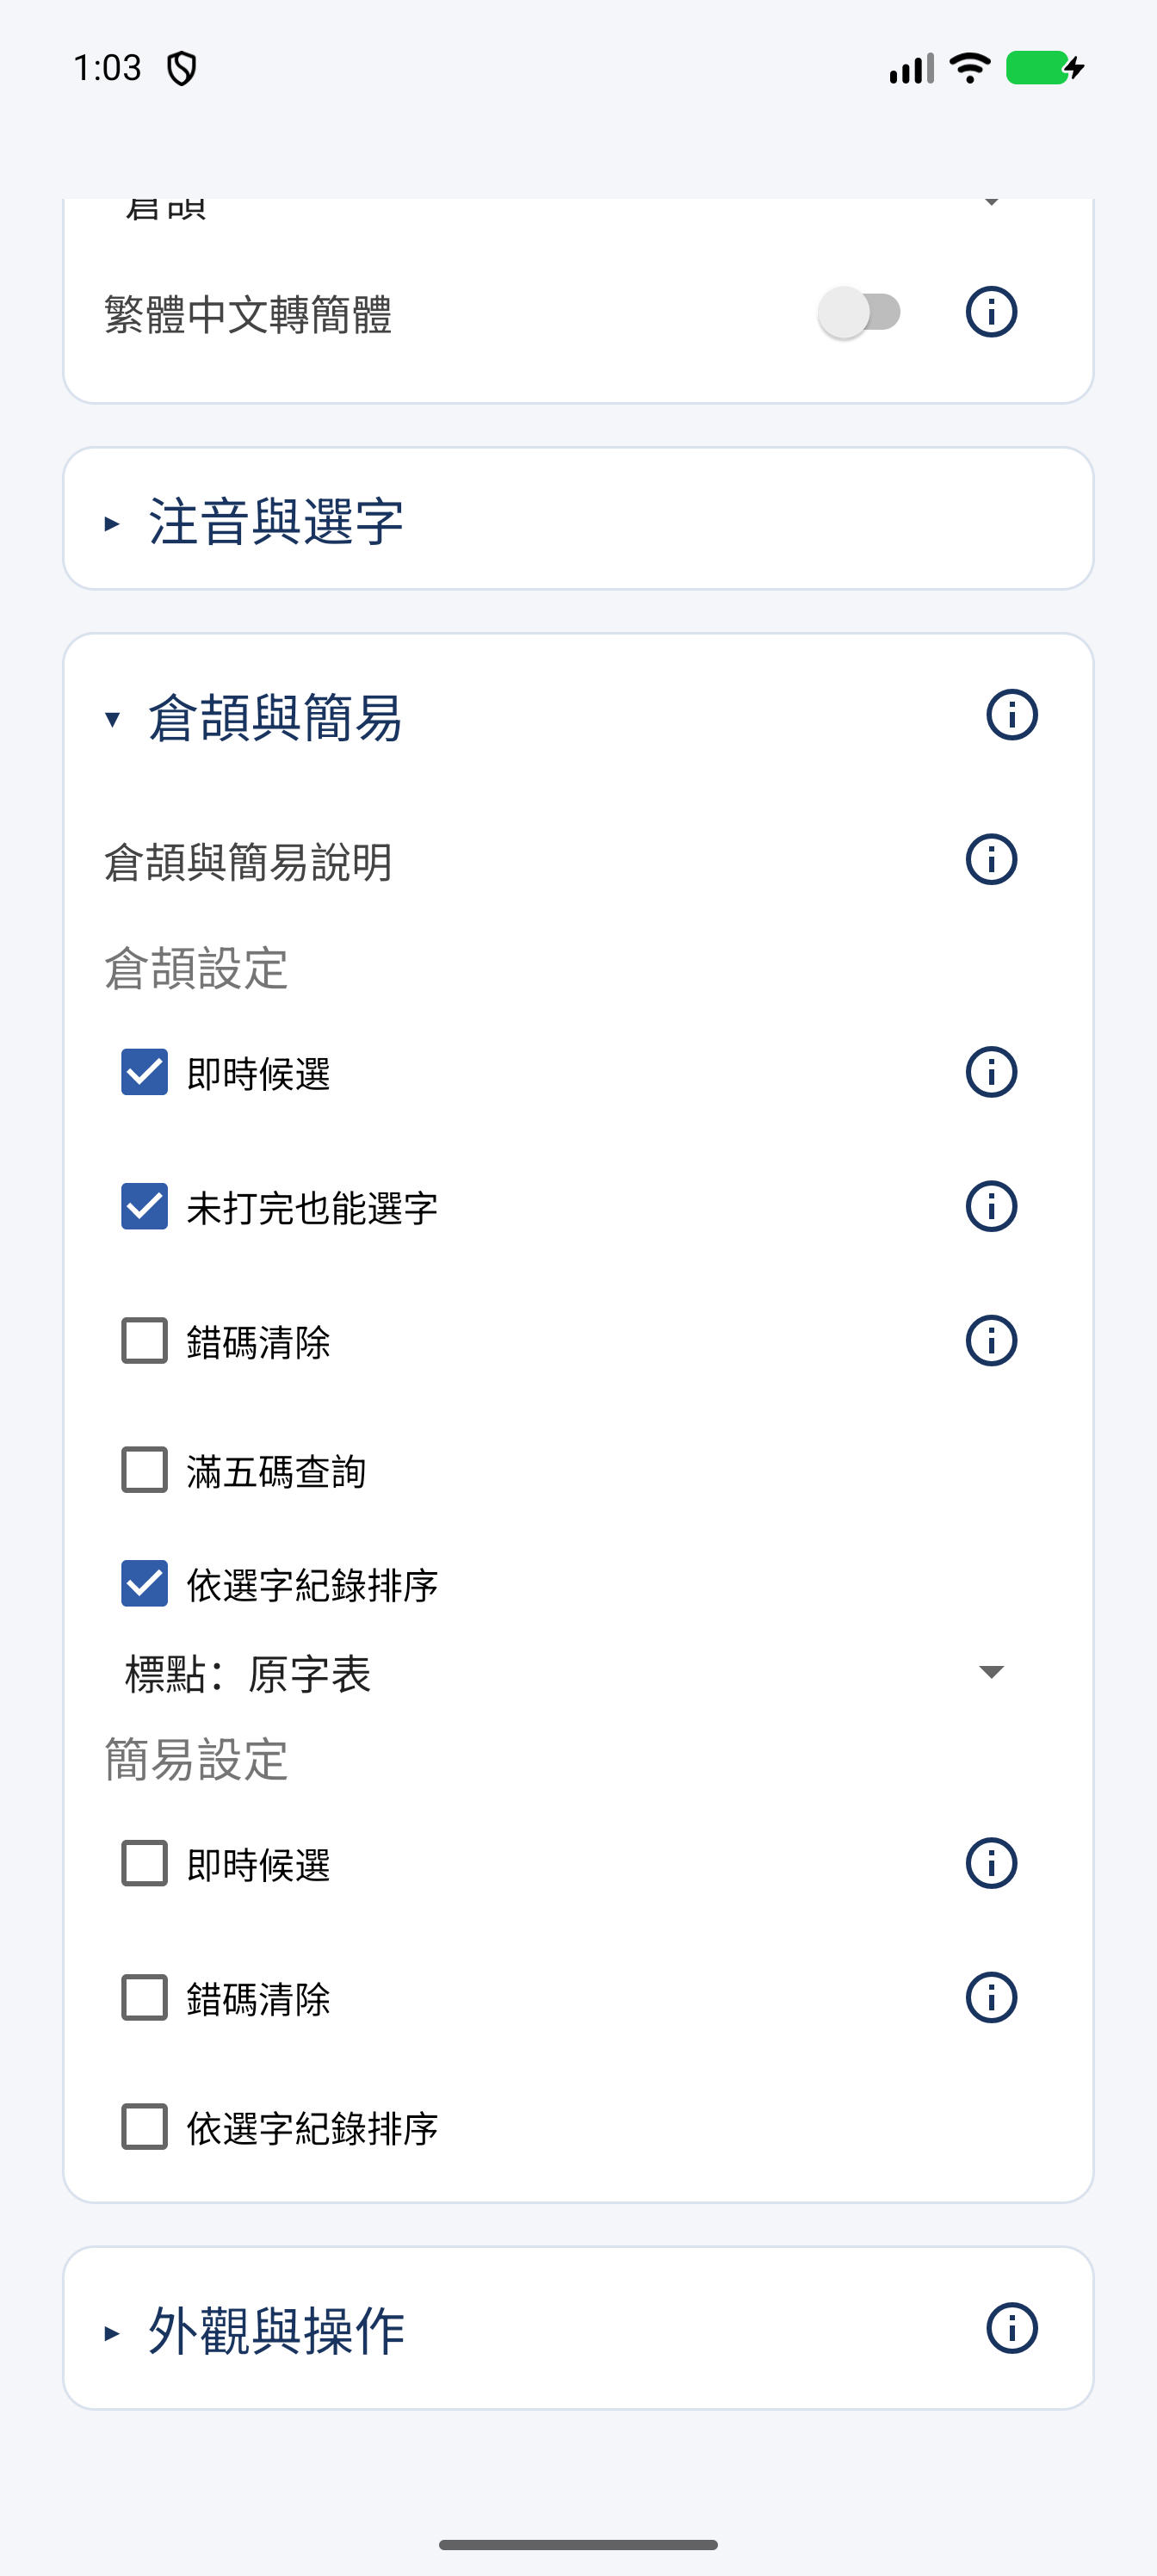 1:03
倉頡
繁體中文轉簡體
注音與選字
倉頡與簡易
倉頡與簡易說明
倉頡設定
即時候選
未打完也能選字
錯碼清除
滿五碼查詢
依選字紀錄排序
標點：原字表
簡易設定
即時候選
錯碼清除
依選字紀錄排序
外觀與操作